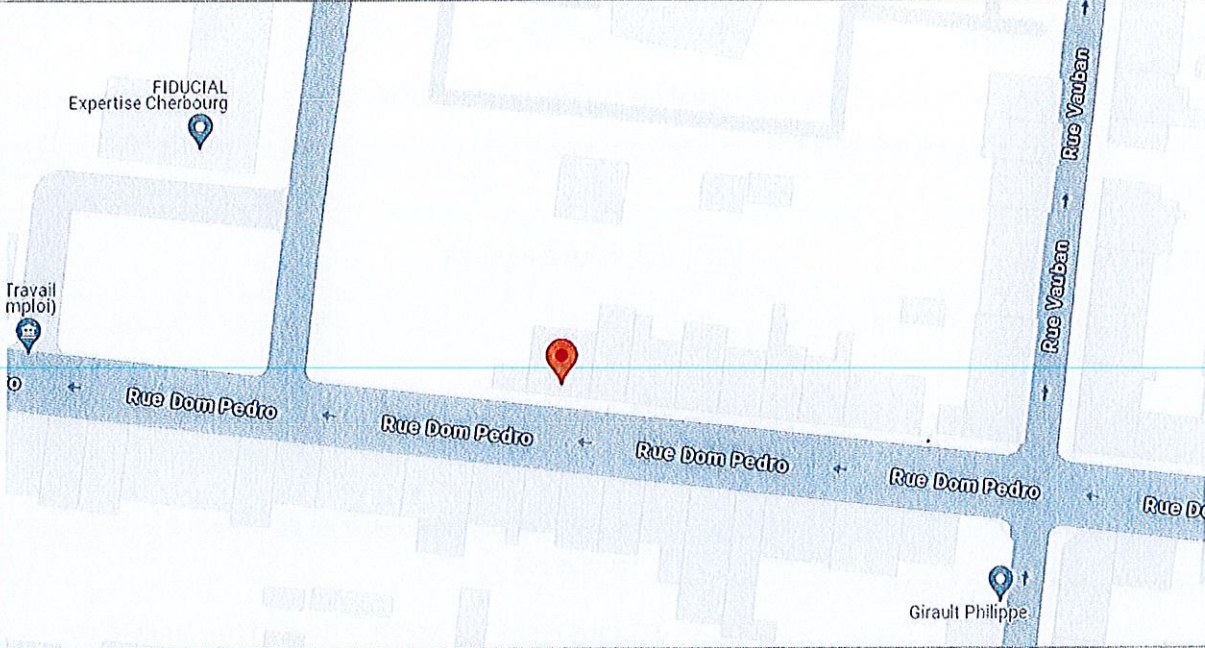 FIDUCIAL
Expertise Cherbourg
Rue Vauban
Rue Vauban
Travail
mploi)
Rue Dom Pedro
Rue Dom Pedro
Rue Dom Pedro
Rue Dom Pedro
Rue Do
Girault Philippe